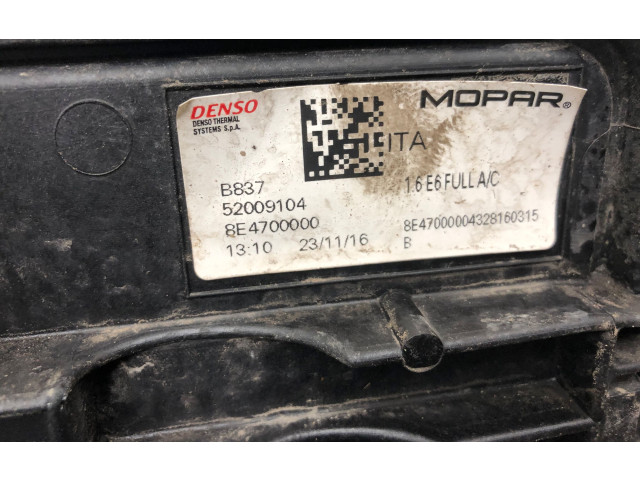 DENSO
DENSO THERMAL
SYSTEMS S.p.A.
MOPAR®
ITA
B837
52009104
8E4700000
13:10 23/11/16
1.6 E6 FULL A/C
8E47000004328160315
B